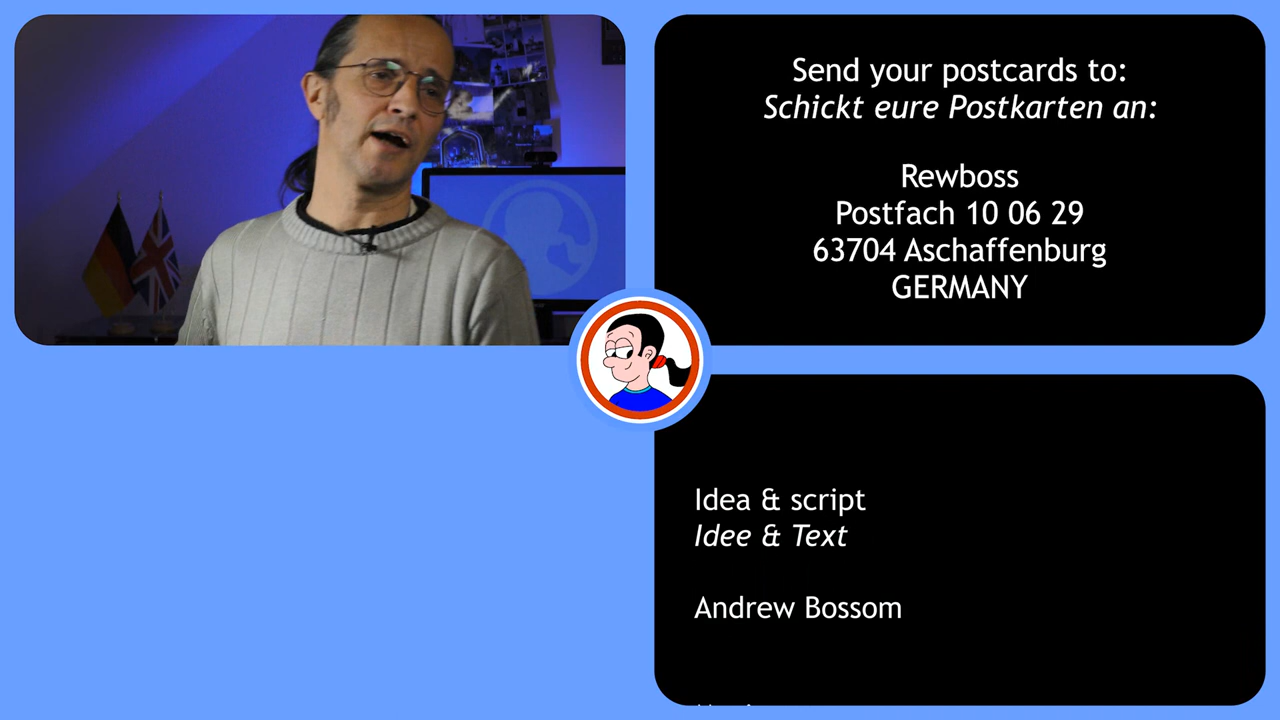 Send your postcards to:
Schickt eure Postkarten an:
Rewboss
Postfach 10 06 29
63704 Aschaffenburg
GERMANY
Idea & script
Idee & Text
Andrew Bossom